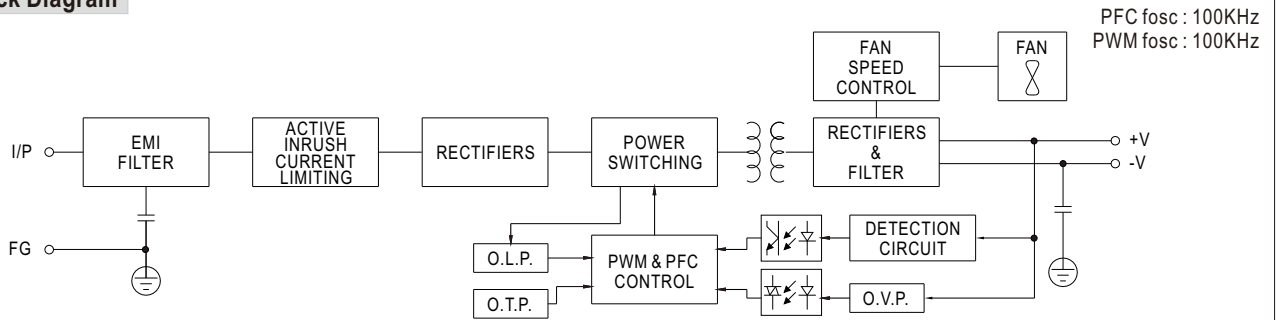 ck Diagram
PFC fosc : 100KHz
PWM fosc : 100KHz
FAN
SPEED
CONTROL
FAN
I/P
EMI
FILTER
ACTIVE
INRUSH
CURRENT
LIMITING
RECTIFIERS
POWER
SWITCHING
RECTIFIERS
&
FILTER
+V
-V
FG
O.L.P.
PWM & PFC
CONTROL
DETECTION
CIRCUIT
O.T.P.
O.V.P.